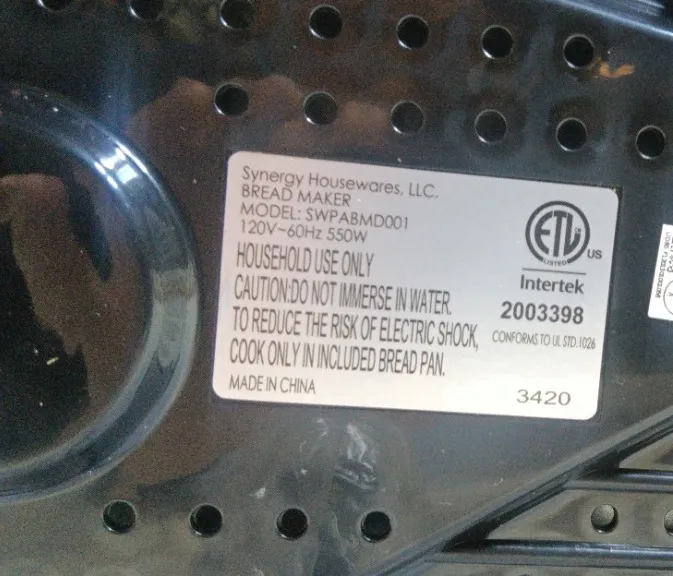 Synergy Housewares, LLC.
BREAD MAKER
MODEL: SWPABMD001
120V~60Hz 550W
HOUSEHOLD USE ONLY
CAUTION:DO NOT IMMERSE IN WATER.
TO REDUCE THE RISK OF ELECTRIC SHOCK,
COOK ONLY IN INCLUDED BREAD PAN.
MADE IN CHINA
ETL
LISTED
US
Intertek
2003398
CONFORMS TO UL STD.1026
3420